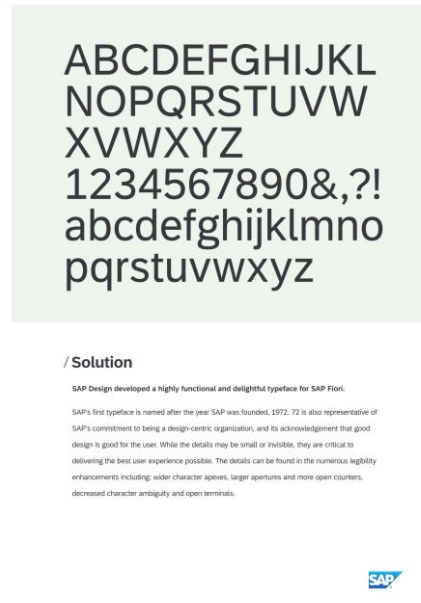 ABCDEFGHIJKL
NOPQRSTUVW
XVWXYZ
1234567890&,?!
abcdefghijklmno
pqrstuvwxyz
/Solution
SAP Design developed a highly functional and delightful typeface for SAP Fiori.
SAP's first typeface is named after the year SAP was founded, 1972. 72 is also representative of
SAP's commitment to being a design-centric organization, and its acknowledgement that good
design is good for the user. While the details may be small or invisible, they are critical to
delivering the best user experience possible. The details can be found in the numerous legibility
enhancements including: wider character apexes, larger apertures and more open counters,
decreased character ambiguity and open terminals.
SAP